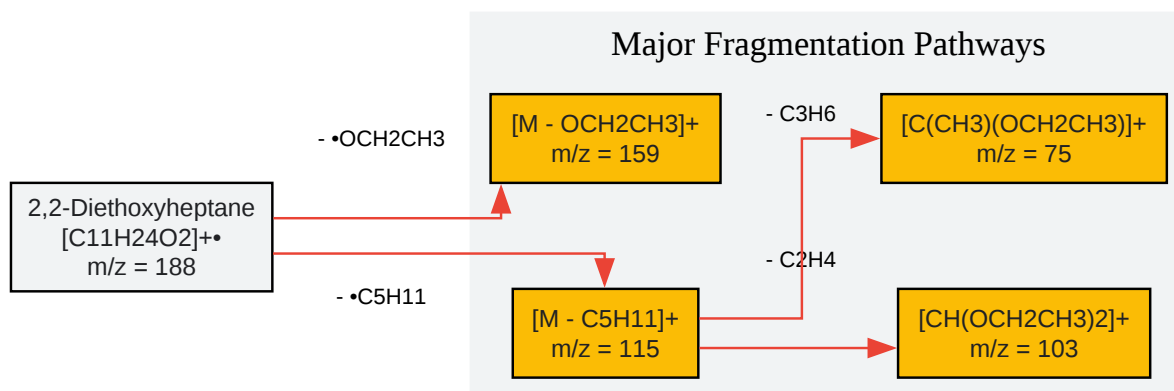 Major Fragmentation Pathways
- •OCH2CH3
[M - OCH2CH3]+
m/z = 159
- C3H6
[C(CH3)(OCH2CH3)]+
m/z = 75
2,2-Diethoxyheptane
[C11H24O2]+•
m/z = 188
- •C5H11
[M - C5H11]+
m/z = 115
- C2H4
[CH(OCH2CH3)2]+
m/z = 103